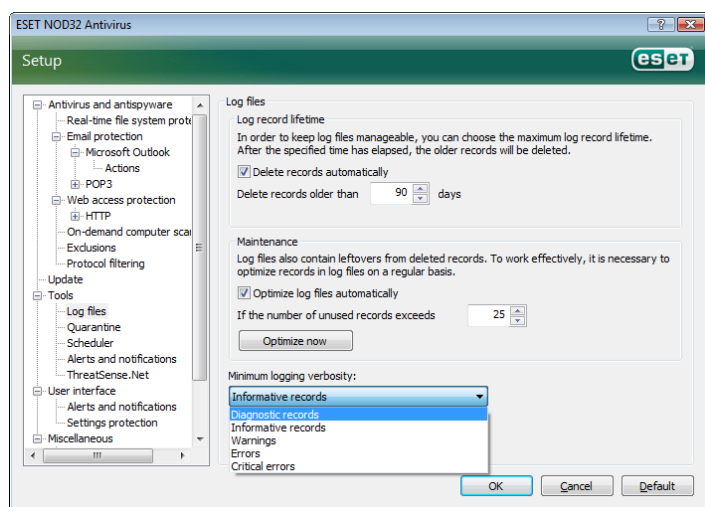 ESET NOD32 Antivirus
Setup
eset
Antivirus and antispyware
Real-time file system prote
Email protection
Microsoft Outlook
Actions
POP3
Web access protection
HTTP
On-demand computer scan
Exclusions
Protocol filtering
Update
Tools
Log files
Quarantine
Scheduler
Alerts and notifications
ThreatSense.Net
User interface
Alerts and notifications
Settings protection
Miscellaneous
Log files
Log record lifetime
In order to keep log files manageable, you can choose the maximum log record lifetime.
After the specified time has elapsed, the older records will be deleted.
Delete records automatically
Delete records older than 90 days
Maintenance
Log files also contain leftovers from deleted records. To work effectively, it is necessary to
optimize records in log files on a regular basis.
Optimize log files automatically
If the number of unused records exceeds 25
Optimize now
Minimum logging verbosity:
Informative records
Diagnostic records
Informative records
Warnings
Errors
Critical errors
OK
Cancel
Default